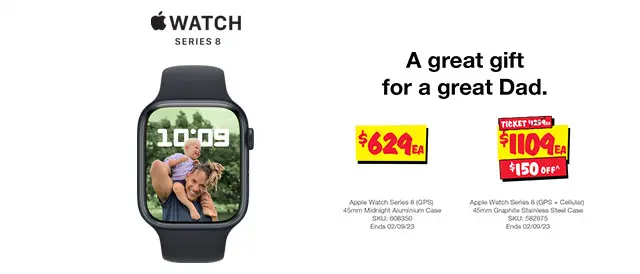 WATCH
SERIES 8
10:09
A great gift
for a great Dad.
$629EA
TICKET $1259EA
$1109EA
$150 OFF^
Apple Watch Series 8 (GPS)
45mm Midnight Aluminium Case
SKU: 608350
Ends 02/09/23
Apple Watch Series 8 (GPS + Cellular)
45mm Graphite Stainless Steel Case
SKU: 592875
Ends 02/09/23